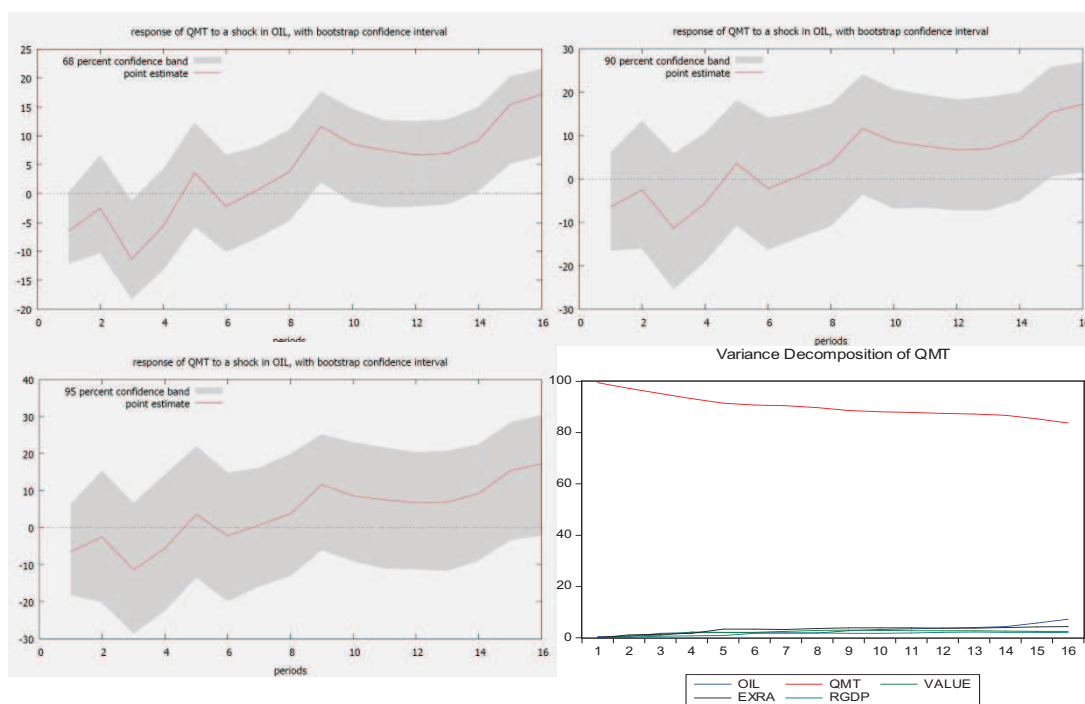 response of QMT to a shock in OIL, with bootstrap confidence interval
68 percent confidence band
point estimate
25
20
15
10
5
0
-5
-10
-15
-20
0 2 4 6 8 10 12 14 16
periods
response of QMT to a shock in OIL, with bootstrap confidence interval
90 percent confidence band
point estimate
30
20
10
0
-10
-20
-30
0 2 4 6 8 10 12 14 16
periods
response of QMT to a shock in OIL, with bootstrap confidence interval
95 percent confidence band
point estimate
40
30
20
10
0
-10
-20
-30
0 2 4 6 8 10 12 14 16
periods
Variance Decomposition of QMT
100
80
60
40
20
0
1 2 3 4 5 6 7 8 9 10 11 12 13 14 15 16
OIL QMT VALUE
EXRA RGDP